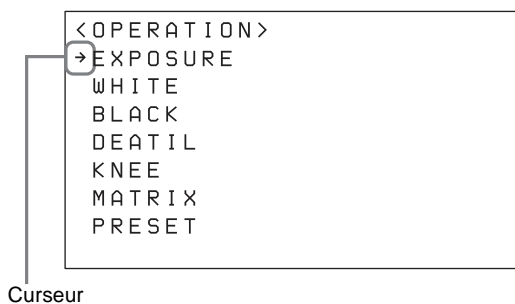 <OPERATION>
→EXPOSURE
WHITE
BLACK
DEATIL
KNEE
MATRIX
PRESET
Curseur